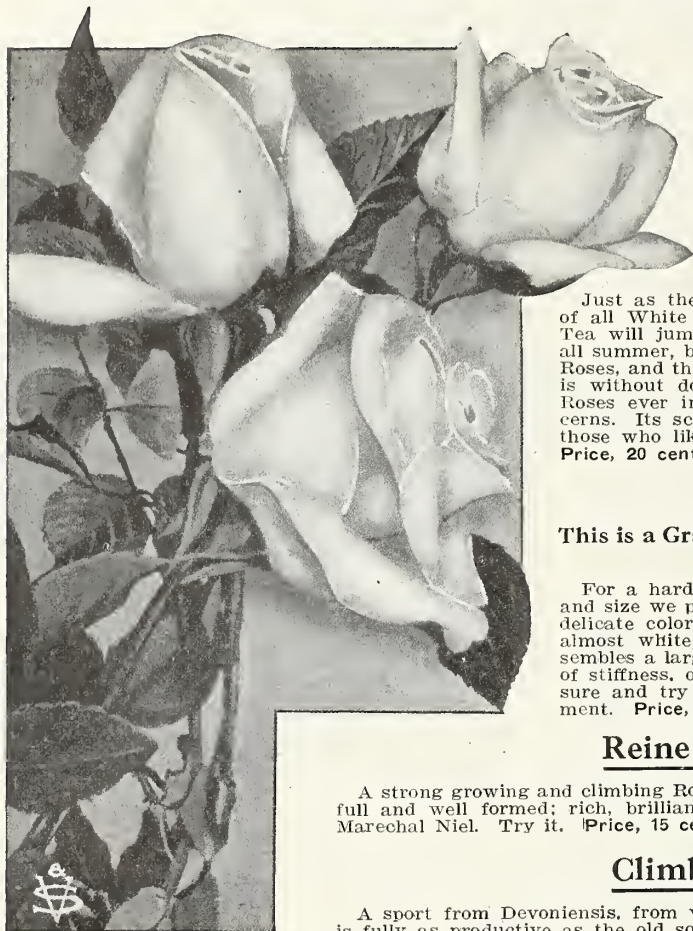 Just as the
of all White
Tea will jum
all summer, b
Roses, and th
is without do
Roses ever in
cerns. Its sc
those who lik
Price, 20 cent
This is a Gr
For a hard
and size we p
delicate color
almost white,
sembles a lar
of stiffness, o
sure and try
ment. Price,
Reine
A strong growing and climbing Ro
full and well formed; rich, brillian
Marechal Niel. Try it. Price, 15 ce
Climb
A sport from Devoniensis, from
is fully as productive as the old so